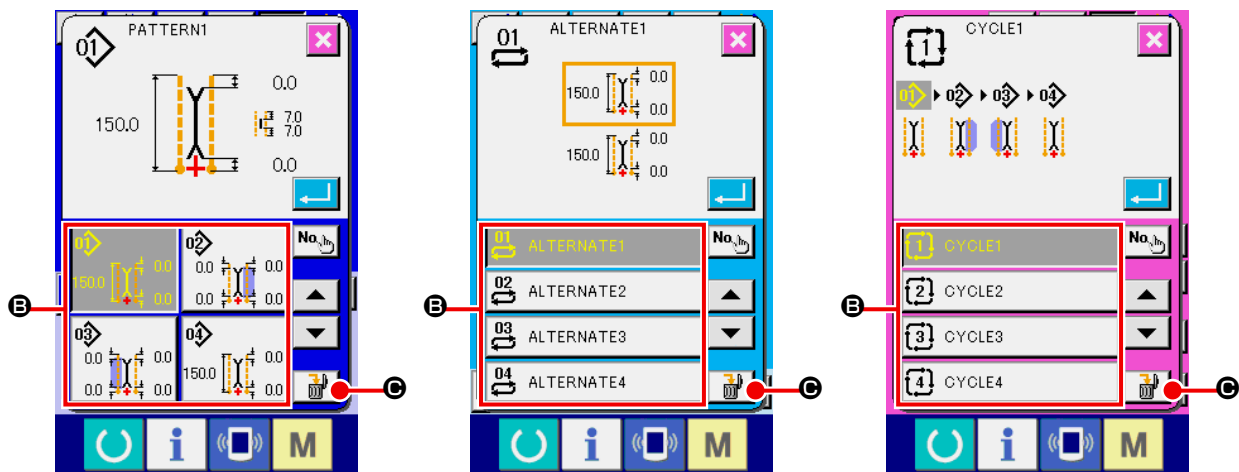 01 PATTERN1
150.0
0.0
7.0
7.0
0.0
01 02 No.
150.0 0.0 0.0 0.0 0.0
0.0 0.0
03 04
0.0 0.0 150.0 0.0
0.0 0.0 0.0
B
C
i M
01 ALTERNATE1
150.0 0.0
0.0
150.0 0.0
0.0
01 ALTERNATE1 No.
02 ALTERNATE2
03 ALTERNATE3
04 ALTERNATE4
B
C
i M
1 CYCLE1
01 02 03 04
1 CYCLE1 No.
2 CYCLE2
3 CYCLE3
4 CYCLE4
B
C
i M